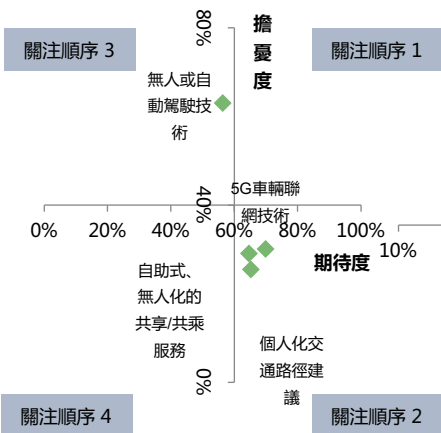 80%
擔
憂
度
關注順序 3
關注順序 1
無人或自
動駕駛技
術
40%
5G車輛聯
網技術
0%
20%
40%
60%
80%
100%
10%
期待度
自助式、
無人化的
共享/共乘
服務
個人化交
通路徑建
議
0%
關注順序 4
關注順序 2